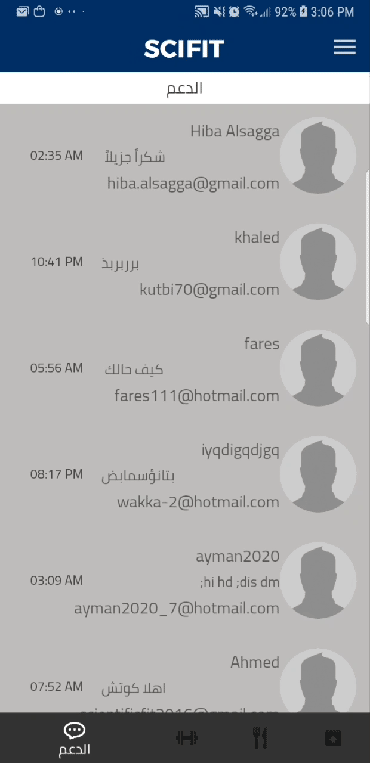 92% 3:06 PM
SCIFIT
الدعم
Hiba Alsagga
شكراً جزيلاً
02:35 AM
hiba.alsagga@gmail.com
khaled
برربربذ
10:41 PM
kutbi70@gmail.com
fares
كيف حالك
05:56 AM
fares111@hotmail.com
iyqdigqdjgq
بتانؤسمابض
08:17 PM
wakka-2@hotmail.com
ayman2020
;hi hd ;dis dm
03:09 AM
ayman2020_7@hotmail.com
Ahmed
اهلا كوتش
07:52 AM
الدعم